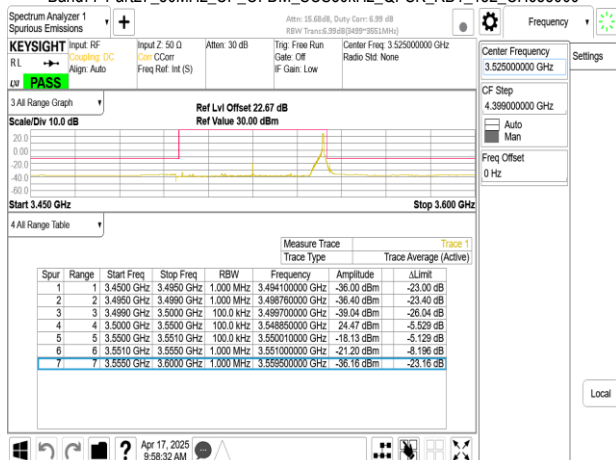 Spectrum Analyzer 1
Spurious Emissions
Attn: 15.68dB, Duty Corr: 6.99 dB
RBW Trans:6.99dB(3499~3551MHz)
Frequency
Settings
KEYSIGHT
Input: RF
Coupling: DC
Align: Auto
Input Z: 50 Ω
Corr CCorr
Freq Ref: Int (S)
Atten: 30 dB
Trig: Free Run
Gate: Off
IF Gain: Low
Center Freq: 3.525000000 GHz
Radio Std: None
RL
PASS
Center Frequency
3.525000000 GHz
CF Step
4.399000000 GHz
Auto
Man
Freq Offset
0 Hz
3 All Range Graph
Ref Lvl Offset 22.67 dB
Scale/Div 10.0 dB
Ref Value 30.00 dBm
20.0
0.00
-20.0
-40.0
-60.0
Start 3.450 GHz
Stop 3.600 GHz
4 All Range Table
Measure Trace Trace 1
Trace Type Trace Average (Active)
Spur Range Start Freq Stop Freq RBW Frequency Amplitude ΔLimit
1 1 3.4500 GHz 3.4950 GHz 1.000 MHz 3.494100000 GHz -36.00 dBm -23.00 dB
2 2 3.4950 GHz 3.4990 GHz 1.000 MHz 3.498760000 GHz -36.40 dBm -23.40 dB
3 3 3.4990 GHz 3.5000 GHz 100.0 kHz 3.499700000 GHz -39.04 dBm -26.04 dB
4 4 3.5000 GHz 3.5500 GHz 100.0 kHz 3.548850000 GHz 24.47 dBm -5.529 dB
5 5 3.5500 GHz 3.5510 GHz 100.0 kHz 3.550010000 GHz -18.13 dBm -5.129 dB
6 6 3.5510 GHz 3.5550 GHz 1.000 MHz 3.551000000 GHz -21.20 dBm -8.196 dB
7 7 3.5550 GHz 3.6000 GHz 1.000 MHz 3.559500000 GHz -36.16 dBm -23.16 dB
Local
Apr 17, 2025
9:58:32 AM